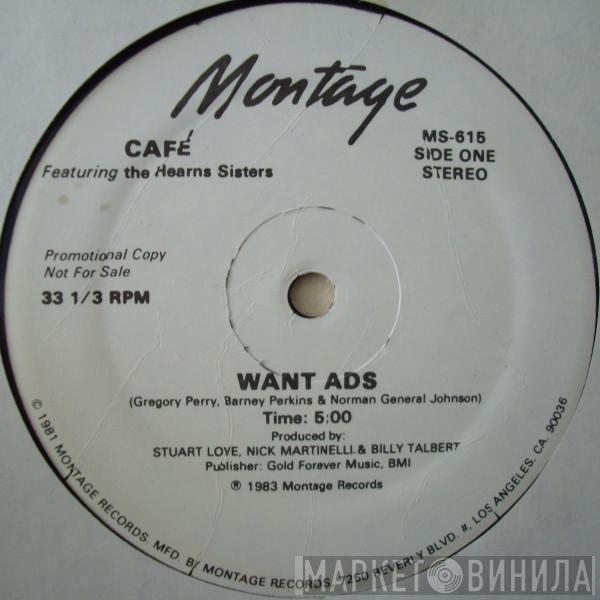 Montage
CAFÉ
Featuring the Hearns Sisters
MS-615
SIDE ONE
STEREO
Promotional Copy
Not For Sale
33 1/3 RPM
WANT ADS
(Gregory Perry, Barney Perkins & Norman General Johnson)
Time: 5:00
Produced by:
STUART LOVE, NICK MARTINELLI & BILLY TALBERT
Publisher: Gold Forever Music, BMI
℗ 1983 Montage Records
© 1981 MONTAGE RECORDS. MFD. BY MONTAGE RECORDS, 7250 BEVERLY BLVD. #, LOS ANGELES, CA. 90036
МАРКЕТ ВИНИЛА